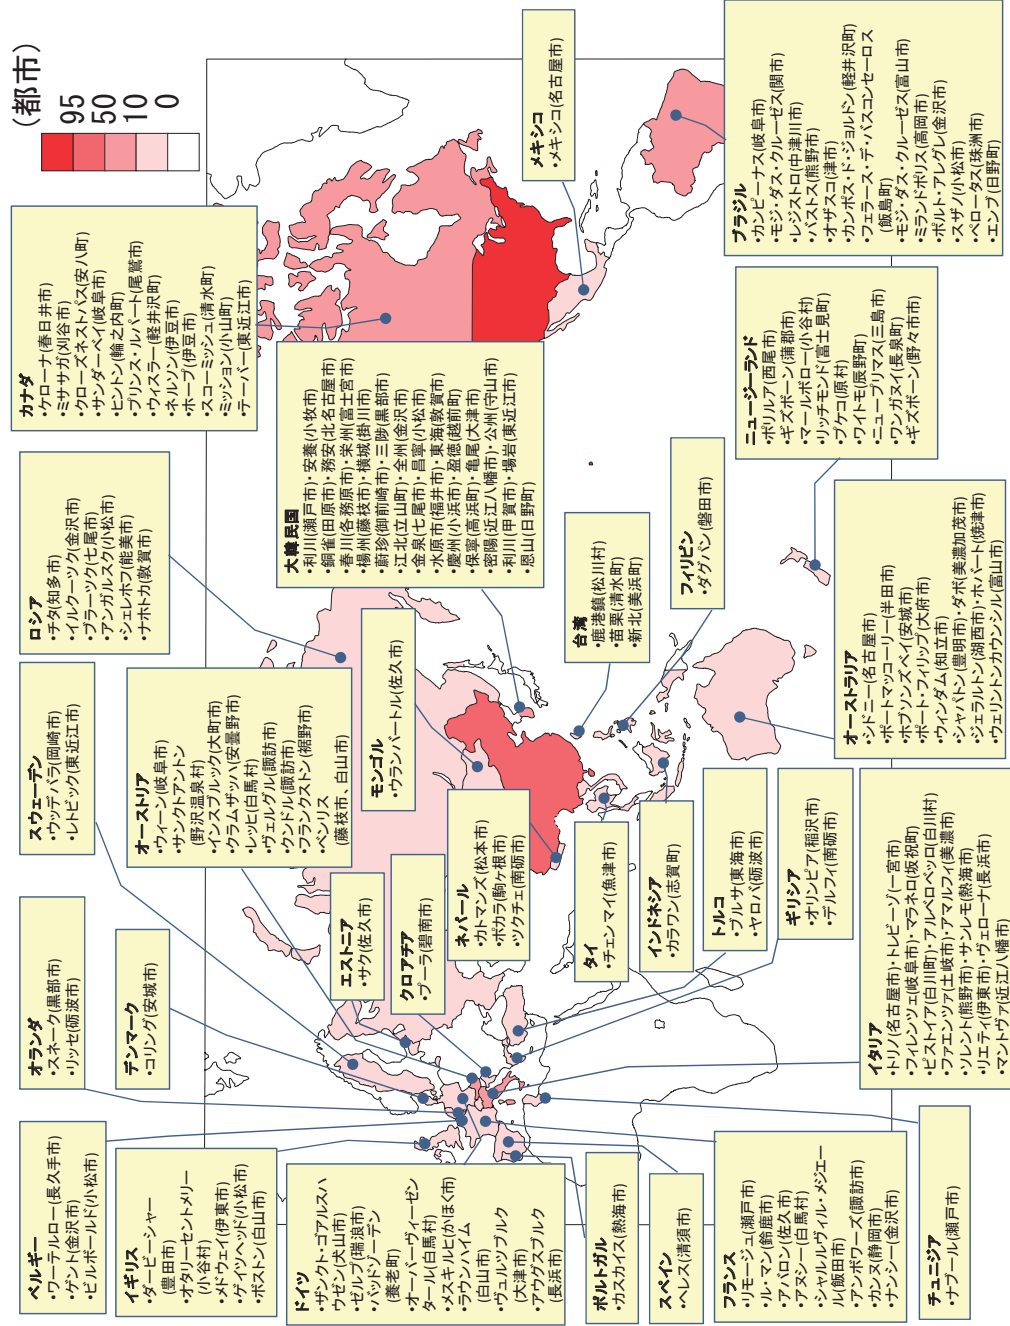 ベルギー
・ワーテルロー(長久手市)
・ゲント(金沢市)
・ビルボールド(小松市)
オランダ
・スネーク(黒部市)
・リッセ(砺波市)
スウェーデン
・ウッデバラ(岡崎市)
・レトビック(東近江市)
ロシア
・チタ(知多市)
・イルクーツク(金沢市)
・ブラーツク(七尾市)
・アンガルスク(小松市)
・シェレホフ(能美市)
・ナホトカ(敦賀市)
カナダ
・ケローナ(春日井市)
・ミササガ(刈谷市)
・クローズネストパス(安八町)
・サンダーベイ(岐阜市)
・ヒントン(輪之内町)
・プリンス・ルパート(尾鷲市)
・ウィスラー(軽井沢町)
・ネルソン(伊豆市)
・ホープ(伊豆市)
・スコーミッシュ(清水町)
・ミッション(小山町)
・テーバー(東近江市)
(都市)
95
50
10
0
イギリス
・ダービーシャー
(豊田市)
・オタリーセントメリー
(小谷村)
・メドウェイ(伊東市)
・ゲイツヘッド(小松市)
・ボストン(白山市)
デンマーク
・コリング(安城市)
オーストリア
・ウィーン(岐阜市)
・サンクトアントン
(野沢温泉村)
・インスブルック(大町市)
・クラムザッハ(安曇野市)
・レッヒ(白馬村)
・ヴェルグル(諏訪市)
・クンドル(諏訪市)
・フランクストン(裾野市)
・ベンリス
(藤枝市、白山市)
大韓民国
・利川(瀬戸市)・安養(小牧市)
・銅雀(田原市)・務安(北名古屋市)
・春川(各務原市)・栄州(富士宮市)
・楊州(藤枝市)・横城(掛川市)
・蔚珍(御前崎市)・三陟(黒部市)
・江北(立山町)・全州(金沢市)
・金泉(七尾市)・昌寧(小松市)
・水原市(福井市)・東海(敦賀市)
・慶州(小浜市)・盈徳(越前町)
・保寧(高浜町)・亀尾(大津市)
・密陽(近江八幡市)・公州(守山市)
・利川(甲賀市)・場岩(東近江市)
・恩山(日野町)
ドイツ
・ザンクト・ゴアルスハ
ウゼン(犬山市)
・ゼルブ(瑞浪市)
・バッドゾーデン
(養老町)
・オーバーヴィーゼン
タール(白馬村)
・メスキルヒ(かほく市)
・ラウンハイム
(白山市)
・ヴュルツブルク
(大津市)
・アウグスブルク
(長浜市)
エストニア
・サク(佐久市)
モンゴル
・ウランバートル(佐久市)
クロアチア
・プーラ(碧南市)
ネパール
・カトマンズ(松本市)
・ポカラ(駒ヶ根市)
・ツクチェ(南砺市)
メキシコ
・メキシコ(名古屋市)
ポルトガル
・カスカイス(熱海市)
スペイン
・ヘレス(清須市)
タイ
・チェンマイ(魚津市)
インドネシア
・カラワン(志賀町)
台湾
・鹿港鎮(松川村)
・苗栗(清水町)
・新北(美浜町)
フィリピン
・ダグパン(磐田市)
トルコ
・ブルサ(東海市)
・ヤロバ(砺波市)
ギリシア
・オリンピア(稲沢市)
・デルフィ(南砺市)
フランス
・リモージュ(瀬戸市)
・ル・マン(鈴鹿市)
・アバロン(佐久市)
・アヌシー(白馬村)
・シャルルヴィル・メジェー
ル(飯田市)
・アンボワーズ(諏訪市)
・カンヌ(静岡市)
・ナンシー(金沢市)
ニュージーランド
・ポリルア(西尾市)
・ギズボーン(蒲郡市)
・マールボロー(小谷村)
・リッチモンド(富士見町)
・プケコ(原村)
・ワイトモ(辰野町)
・ニュープリマス(三島市)
・ワンガヌイ(長泉町)
・ギズボーン(野々市市)
ブラジル
・カンピーナス(岐阜市)
・モジ・ダス・クルーゼス(関市)
・レジストロ(中津川市)
・バストス(熊野市)
・オザスコ(津市)
・カンポス・ド・ジョルドン(軽井沢町)
・フェラース・デ・バスコンセーロス
(飯島町)
・モジ・ダス・クルーゼス(富山市)
・ミランドポリス(高岡市)
・ポルト・アレグレ(金沢市)
・スザノ(小松市)
・ペロータス(珠洲市)
・エンブ(日野町)
オーストラリア
・シドニー(名古屋市)
・ポートマッコーリー(半田市)
・ホブソンズベイ(安城市)
・ポート・フィリップ(大府市)
・ウィンダム(知立市)
・シャパトン(豊明市)・ダボ(美濃加茂市)
・ジェラルトン(湖西市)・ホバート(焼津市)
・ウェリントンカウンシル(富山市)
イタリア
・トリノ(名古屋市)・トレビーゾ(一宮市)
・フィレンツェ(岐阜市)・マラネロ(坂祝町)
・ピストイア(白川町)・アルベロベッロ(白川村)
・ファエンツァ(土岐市)・アマルフィ(美濃市)
・ソレント(熊野市)・サンレモ(熱海市)
・リエティ(伊東市)・ヴェローナ(長浜市)
・マントヴァ(近江八幡市)
チュニジア
・ナブール(瀬戸市)